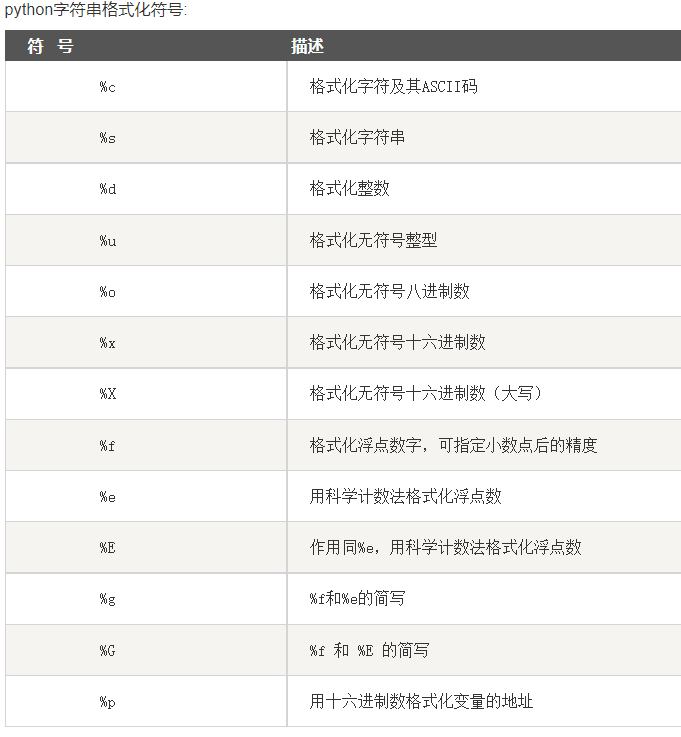 python字符串格式化符号:
符 号 描述
%c 格式化字符及其ASCII码
%s 格式化字符串
%d 格式化整数
%u 格式化无符号整型
%o 格式化无符号八进制数
%x 格式化无符号十六进制数
%X 格式化无符号十六进制数（大写）
%f 格式化浮点数字，可指定小数点后的精度
%e 用科学计数法格式化浮点数
%E 作用同%e，用科学计数法格式化浮点数
%g %f和%e的简写
%G %f 和 %E 的简写
%p 用十六进制数格式化变量的地址